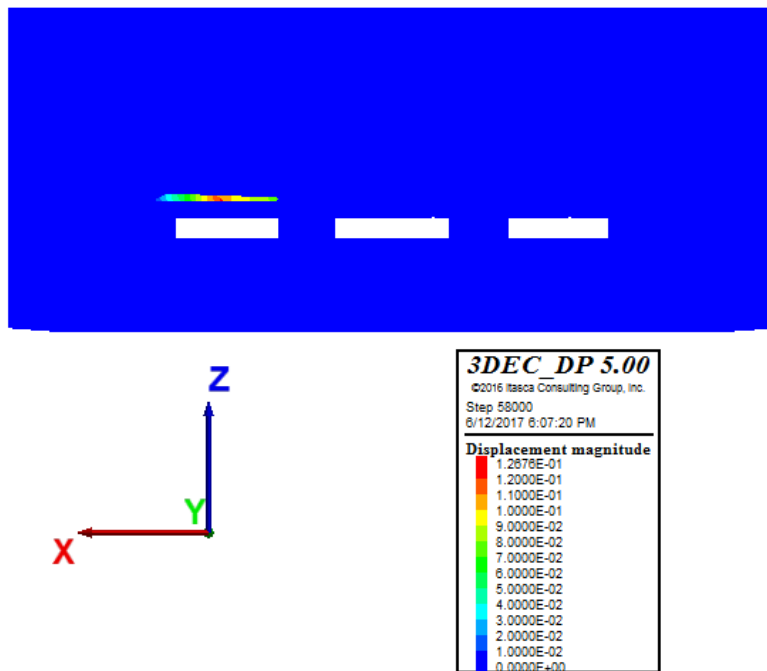 Z
Y
X
3DEC_DP 5.00
©2016 Itasca Consulting Group, Inc.
Step 58000
6/12/2017 6:07:20 PM
Displacement magnitude
1.2676E-01
1.2000E-01
1.1000E-01
1.0000E-01
9.0000E-02
8.0000E-02
7.0000E-02
6.0000E-02
5.0000E-02
4.0000E-02
3.0000E-02
2.0000E-02
1.0000E-02
0.0000E+00